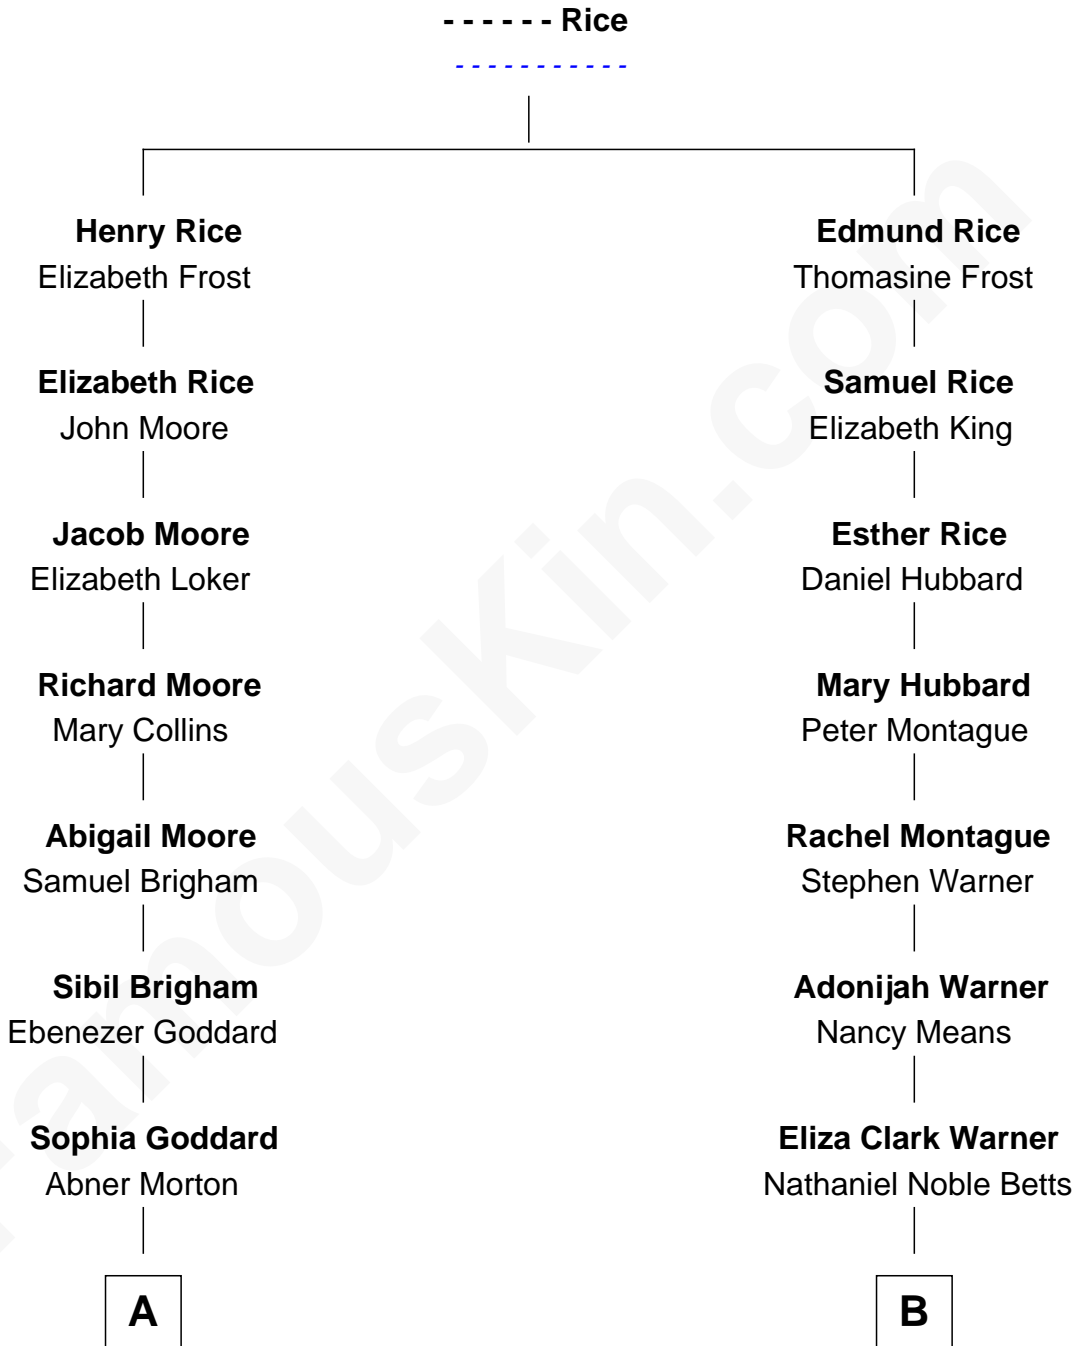 - - - - - - Rice
- - - - - - - - - - -
Henry Rice
Elizabeth Frost
Edmund Rice
Thomasine Frost
Elizabeth Rice
John Moore
Samuel Rice
Elizabeth King
Jacob Moore
Elizabeth Loker
Esther Rice
Daniel Hubbard
Richard Moore
Mary Collins
Mary Hubbard
Peter Montague
Abigail Moore
Samuel Brigham
Rachel Montague
Stephen Warner
Sibil Brigham
Ebenezer Goddard
Adonijah Warner
Nancy Means
Sophia Goddard
Abner Morton
Eliza Clark Warner
Nathaniel Noble Betts
A
B
FamousKin.com